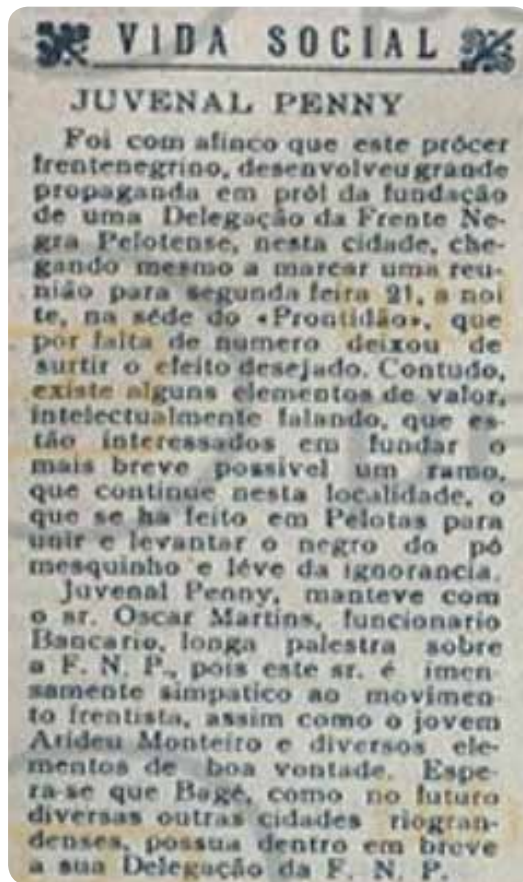 VIDA SOCIAL
JUVENAL PENNY
Foi com afinco que este prócer
frentenegrino, desenvolveu grande
propaganda em pról da fundação
de uma Delegação da Frente Ne-
gra Pelotense, nesta cidade, che-
gando mesmo a marcar uma reu-
nião para segunda feira 21, a noi
te, na séde do «Prontidão», que
por falta de numero deixou de
surtir o efeito desejado. Contudo,
existe alguns elementos de valor,
intelectualmente falando, que es-
tão interessados em fundar o
mais breve possivel um ramo,
que continue nesta localidade, o
que se ha feito em Pelotas para
unir e levantar o negro do pó
mesquinho e léve da ignorancia.
Juvenal Penny, manteve com
o sr. Oscar Martins, funcionario
Bancario, longa palestra sobre
a F. N. P., pois este sr. é imen-
samente simpatico ao movimen-
to frentista, assim como o jovem
Arideu Monteiro e diversos ele-
mentos de boa vontade. Espe-
ra-se que Bagé, como no futuro
diversas outras cidades riogran-
denses, possua dentro em breve
a sua Delegação da F. N. P.